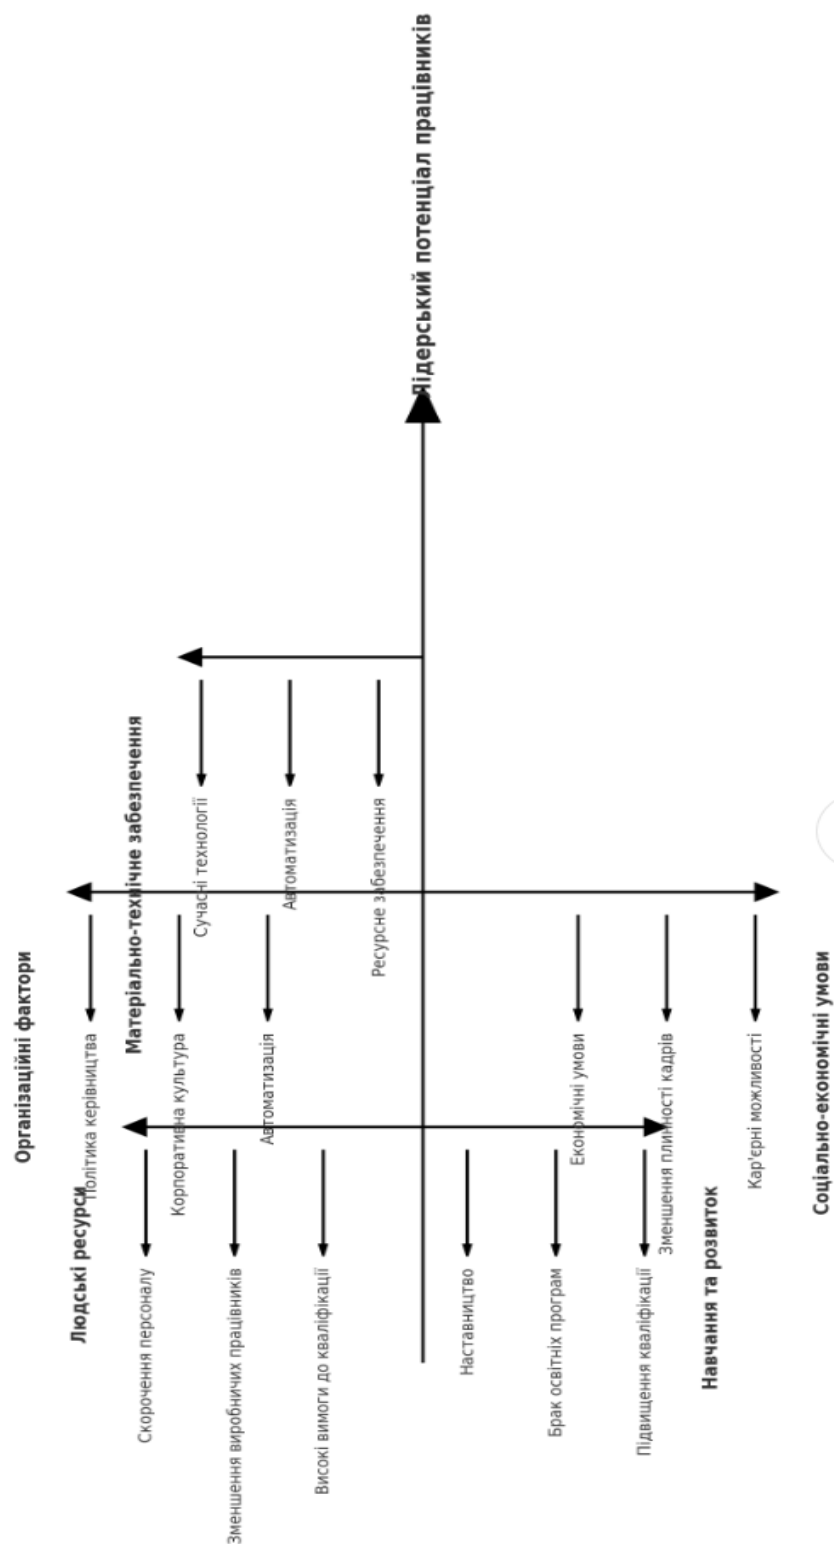 Лідерський потенціал працівників
Матеріально-технічне забезпечення
Сучасні технології
Автоматизація
Ресурсне забезпечення
Організаційні фактори
Політика керівництва
Корпоративна культура
Автоматизація
Соціально-економічні умови
Економічні умови
Зменшення плинності кадрів
Кар'єрні можливості
Людські ресурси
Скорочення персоналу
Зменшення виробничих працівників
Високі вимоги до кваліфікації
Навчання та розвиток
Наставництво
Брак освітніх програм
Підвищення кваліфікації